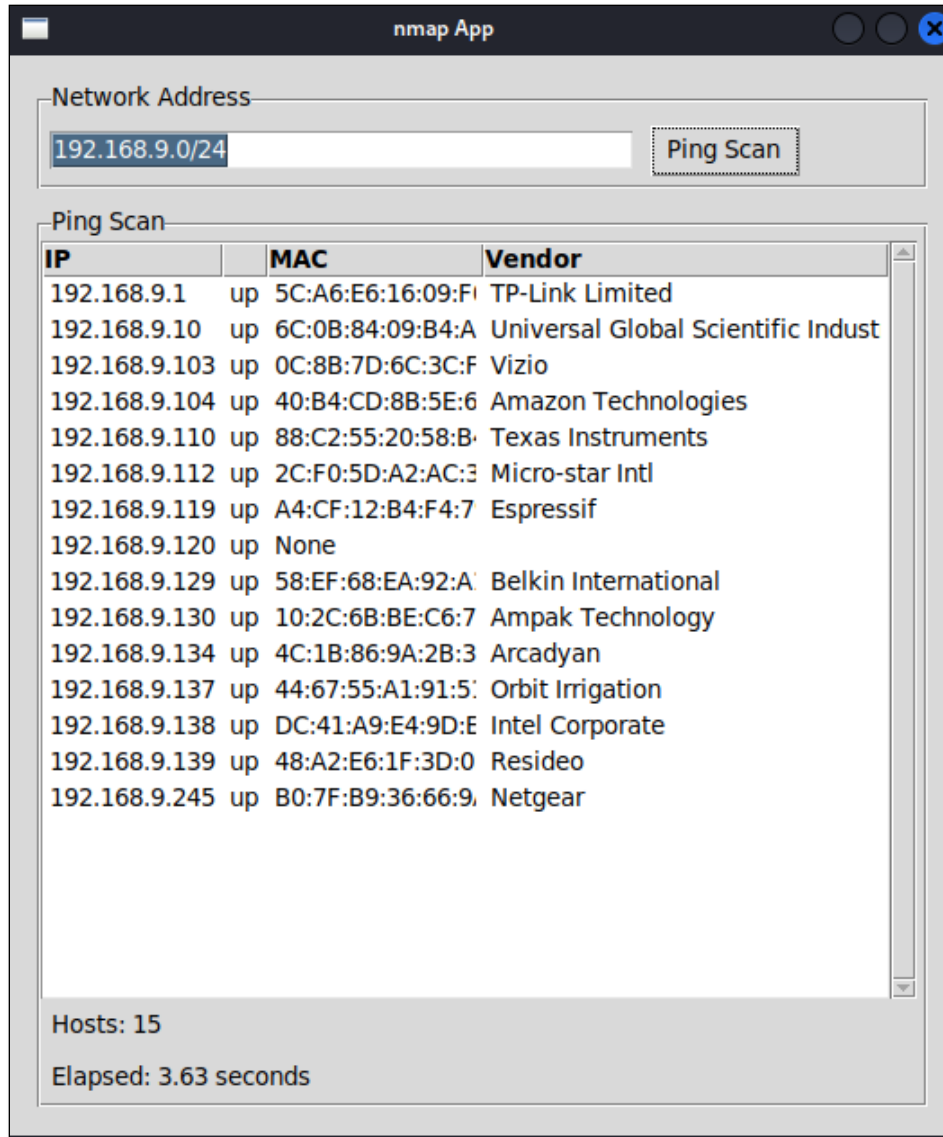 nmap App
Network Address
192.168.9.0/24 Ping Scan
Ping Scan
IP MAC Vendor
192.168.9.1 up 5C:A6:E6:16:09:F TP-Link Limited
192.168.9.10 up 6C:0B:84:09:B4:A Universal Global Scientific Indust
192.168.9.103 up 0C:8B:7D:6C:3C:F Vizio
192.168.9.104 up 40:B4:CD:8B:5E:6 Amazon Technologies
192.168.9.110 up 88:C2:55:20:58:B Texas Instruments
192.168.9.112 up 2C:F0:5D:A2:AC:3 Micro-star Intl
192.168.9.119 up A4:CF:12:B4:F4:7 Espressif
192.168.9.120 up None
192.168.9.129 up 58:EF:68:EA:92:A Belkin International
192.168.9.130 up 10:2C:6B:BE:C6:7 Ampak Technology
192.168.9.134 up 4C:1B:86:9A:2B:3 Arcadyan
192.168.9.137 up 44:67:55:A1:91:5 Orbit Irrigation
192.168.9.138 up DC:41:A9:E4:9D:E Intel Corporate
192.168.9.139 up 48:A2:E6:1F:3D:0 Resideo
192.168.9.245 up B0:7F:B9:36:66:9 Netgear
Hosts: 15
Elapsed: 3.63 seconds